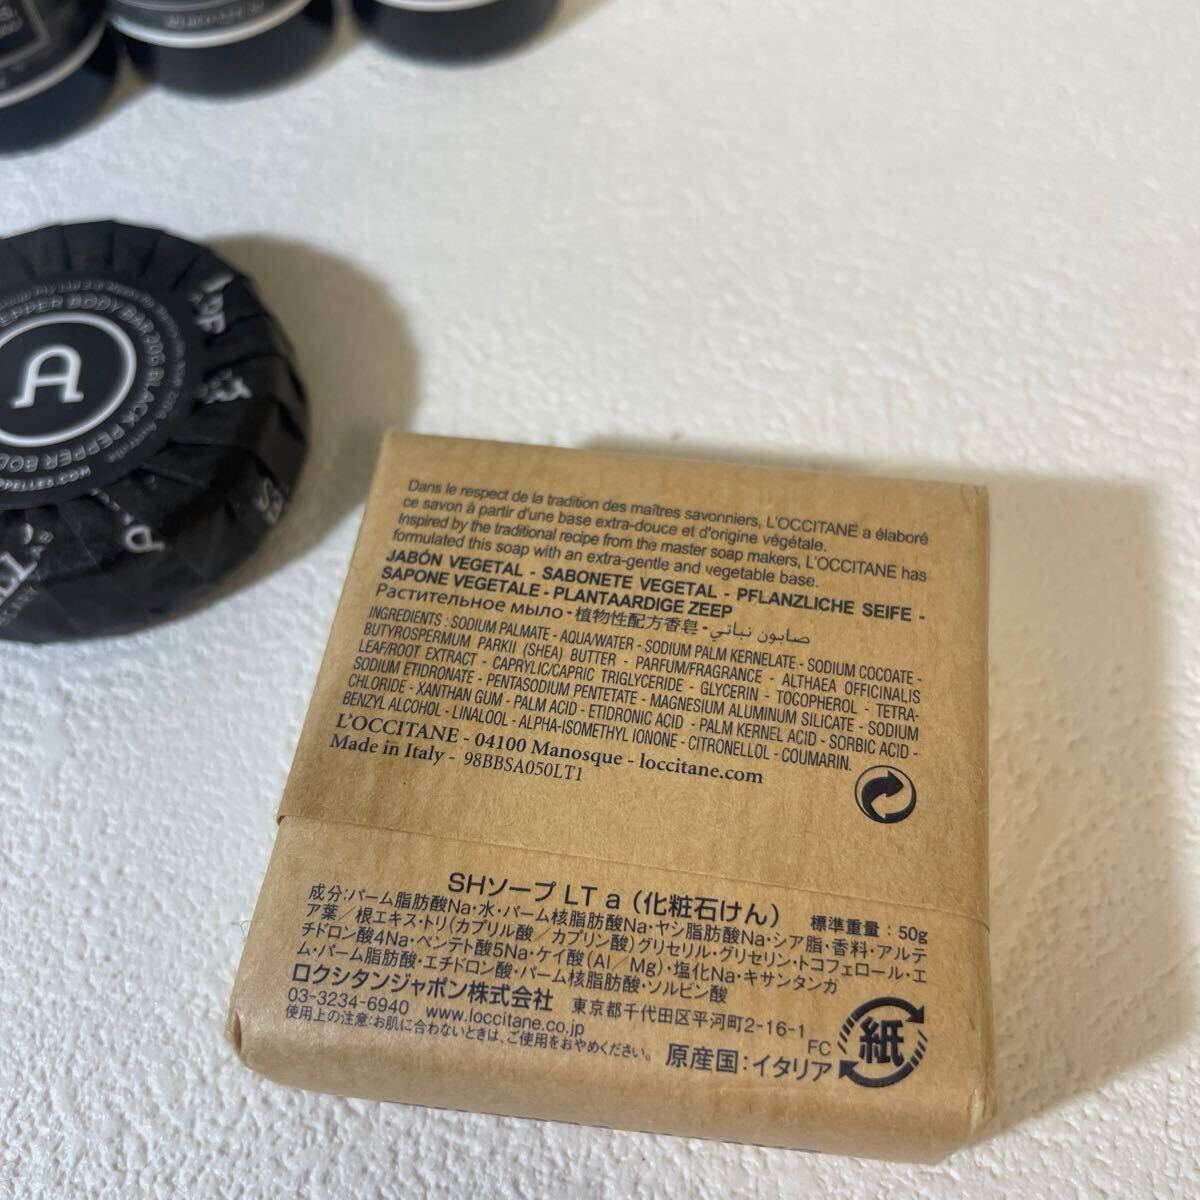 PEPPER BODY BAR 20G BLACK PEPPER BOD
A
Dans le respect de la tradition des maîtres savonniers, L'OCCITANE a élaboré
ce savon à partir d'une base extra-douce et d'origine végétale.
Inspired by the traditional recipe from the master soap makers, L'OCCITANE has
formulated this soap with an extra-gentle and vegetable base.
JABÓN VEGETAL - SABONETE VEGETAL - PFLANZLICHE SEIFE -
SAPONE VEGETALE - PLANTAARDIGE ZEEP
Растительное мыло - 植物性配方香皂 - صابون نباتي
INGREDIENTS : SODIUM PALMATE - AQUA/WATER - SODIUM PALM KERNELATE - SODIUM COCOATE -
BUTYROSPERMUM PARKII (SHEA) BUTTER - PARFUM/FRAGRANCE - ALTHAEA OFFICINALIS
LEAF/ROOT EXTRACT - CAPRYLIC/CAPRIC TRIGLYCERIDE - GLYCERIN - TOCOPHEROL - TETRA-
SODIUM ETIDRONATE - PENTASODIUM PENTETATE - MAGNESIUM ALUMINUM SILICATE - SODIUM
CHLORIDE - XANTHAN GUM - PALM ACID - ETIDRONIC ACID - PALM KERNEL ACID - SORBIC ACID -
BENZYL ALCOHOL - LINALOOL - ALPHA-ISOMETHYL IONONE - CITRONELLOL - COUMARIN.
L'OCCITANE - 04100 Manosque - loccitane.com
Made in Italy - 98BBSA050LT1
SHソープ LT a（化粧石けん） 標準重量：50g
成分：パーム脂肪酸Na・水・パーム核脂肪酸Na・ヤシ脂肪酸Na・シア脂・香料・アルテ
ア葉／根エキス・トリ（カプリル酸／カプリン酸）グリセリル・グリセリン・トコフェロール・エ
チドロン酸4Na・ペンテト酸5Na・ケイ酸（Al／Mg）・塩化Na・キサンタンガ
ム・パーム脂肪酸・エチドロン酸・パーム核脂肪酸・ソルビン酸
ロクシタンジャポン株式会社 東京都千代田区平河町2-16-1
03-3234-6940 www.loccitane.co.jp FC
使用上の注意：お肌に合わないときは、ご使用をおやめください。 原産国：イタリア
紙